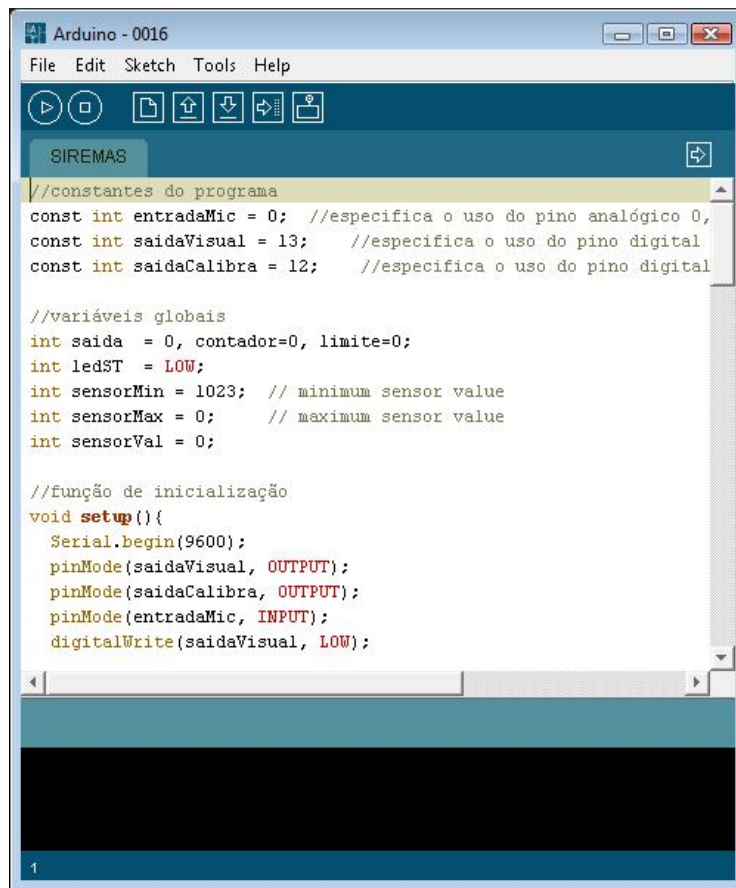 Arduino - 0016
File Edit Sketch Tools Help
SIREMAS
//constantes do programa
const int entradaMic = 0;  //especifica o uso do pino analógico 0,
const int saidaVisual = 13;    //especifica o uso do pino digital
const int saidaCalibra = 12;    //especifica o uso do pino digital
//variáveis globais
int saida  = 0, contador=0, limite=0;
int ledST  = LOW;
int sensorMin = 1023;  // minimum sensor value
int sensorMax = 0;     // maximum sensor value
int sensorVal = 0;
//função de inicialização
void setup(){
  Serial.begin(9600);
  pinMode(saidaVisual, OUTPUT);
  pinMode(saidaCalibra, OUTPUT);
  pinMode(entradaMic, INPUT);
  digitalWrite(saidaVisual, LOW);
1